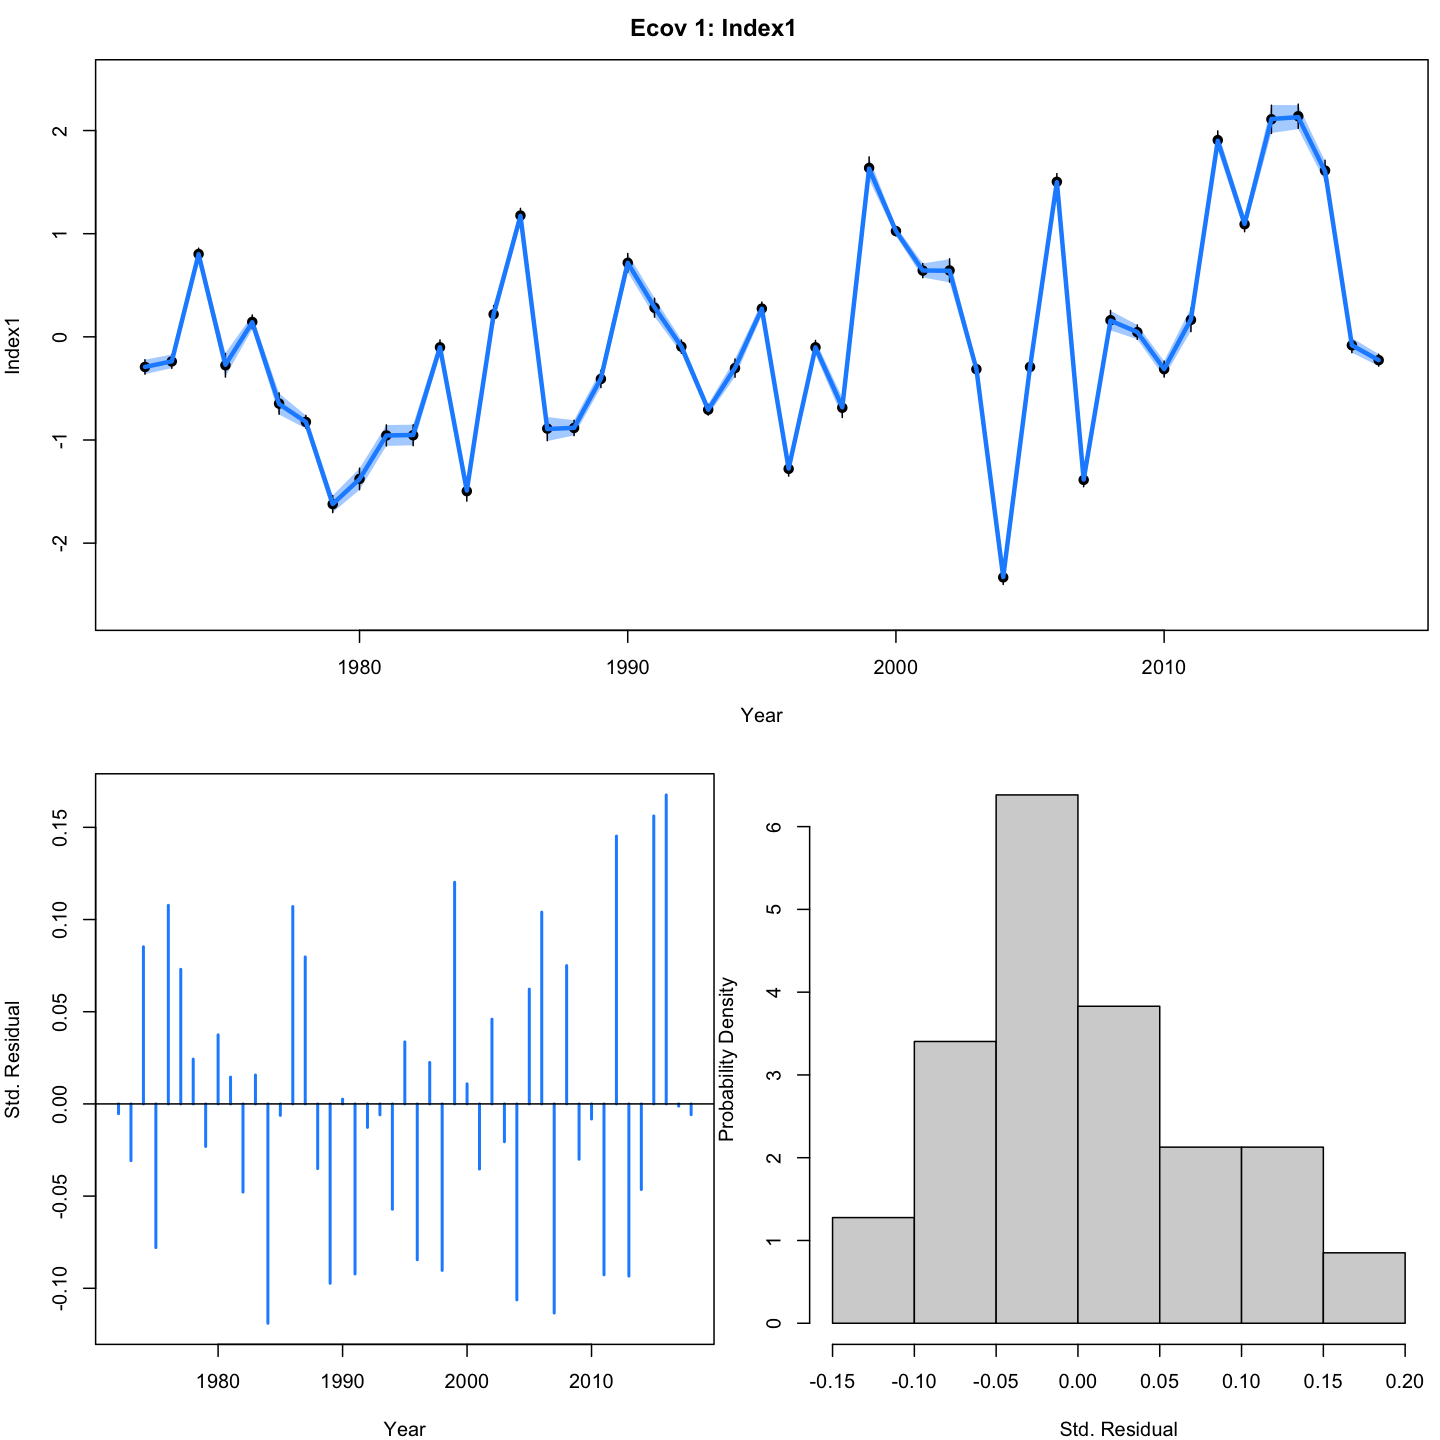 Ecov 1: Index1
Index1
2
1
0
-1
-2
1980 1990 2000 2010
Year
Std. Residual
0.15
0.10
0.05
0.00
-0.05
-0.10
1980 1990 2000 2010
Year
Probability Density
6
5
4
3
2
1
0
-0.15 -0.10 -0.05 0.00 0.05 0.10 0.15 0.20
Std. Residual